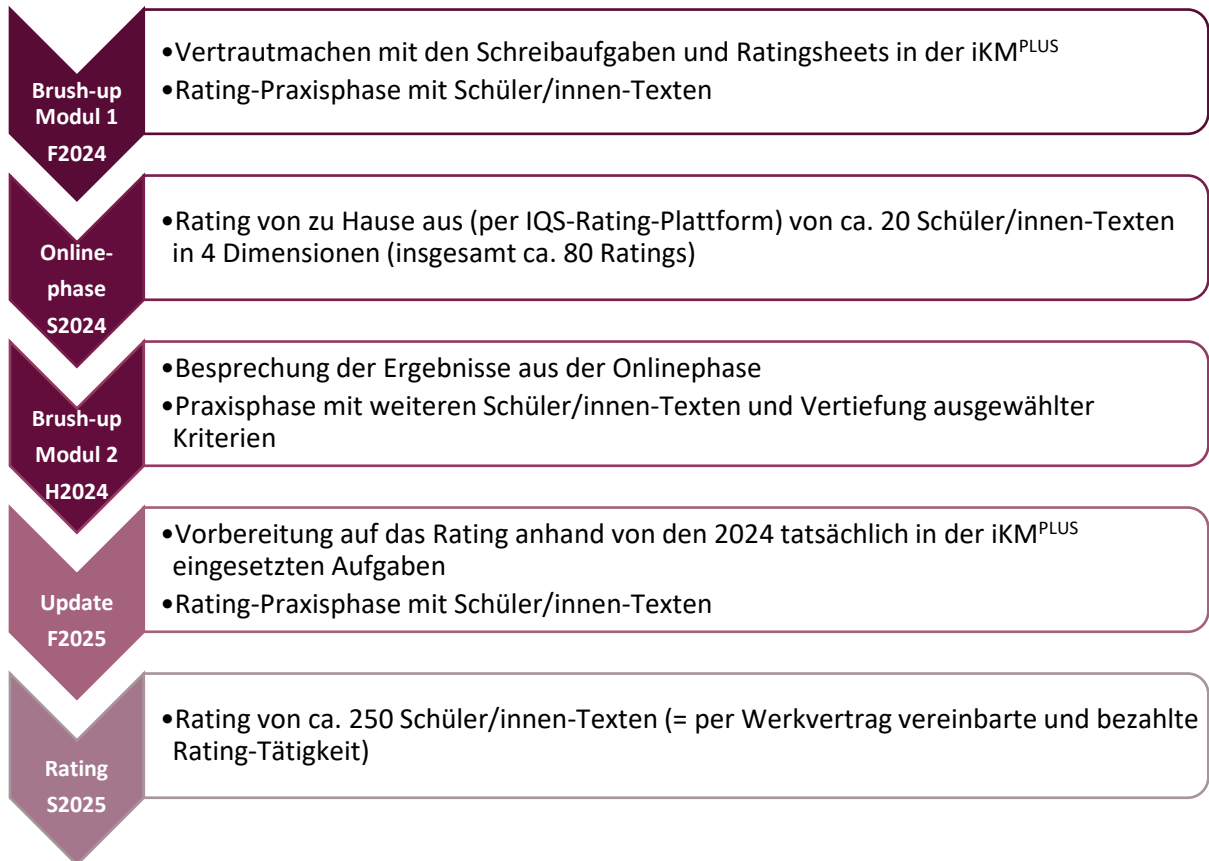 Brush-up
Modul 1
F2024
•Vertrautmachen mit den Schreibaufgaben und Ratingsheets in der iKMPLUS
•Rating-Praxisphase mit Schüler/innen-Texten
Online-
phase
S2024
•Rating von zu Hause aus (per IQS-Rating-Plattform) von ca. 20 Schüler/innen-Texten
in 4 Dimensionen (insgesamt ca. 80 Ratings)
Brush-up
Modul 2
H2024
•Besprechung der Ergebnisse aus der Onlinephase
•Praxisphase mit weiteren Schüler/innen-Texten und Vertiefung ausgewählter
Kriterien
Update
F2025
•Vorbereitung auf das Rating anhand von den 2024 tatsächlich in der iKMPLUS
eingesetzten Aufgaben
•Rating-Praxisphase mit Schüler/innen-Texten
Rating
S2025
•Rating von ca. 250 Schüler/innen-Texten (= per Werkvertrag vereinbarte und bezahlte
Rating-Tätigkeit)